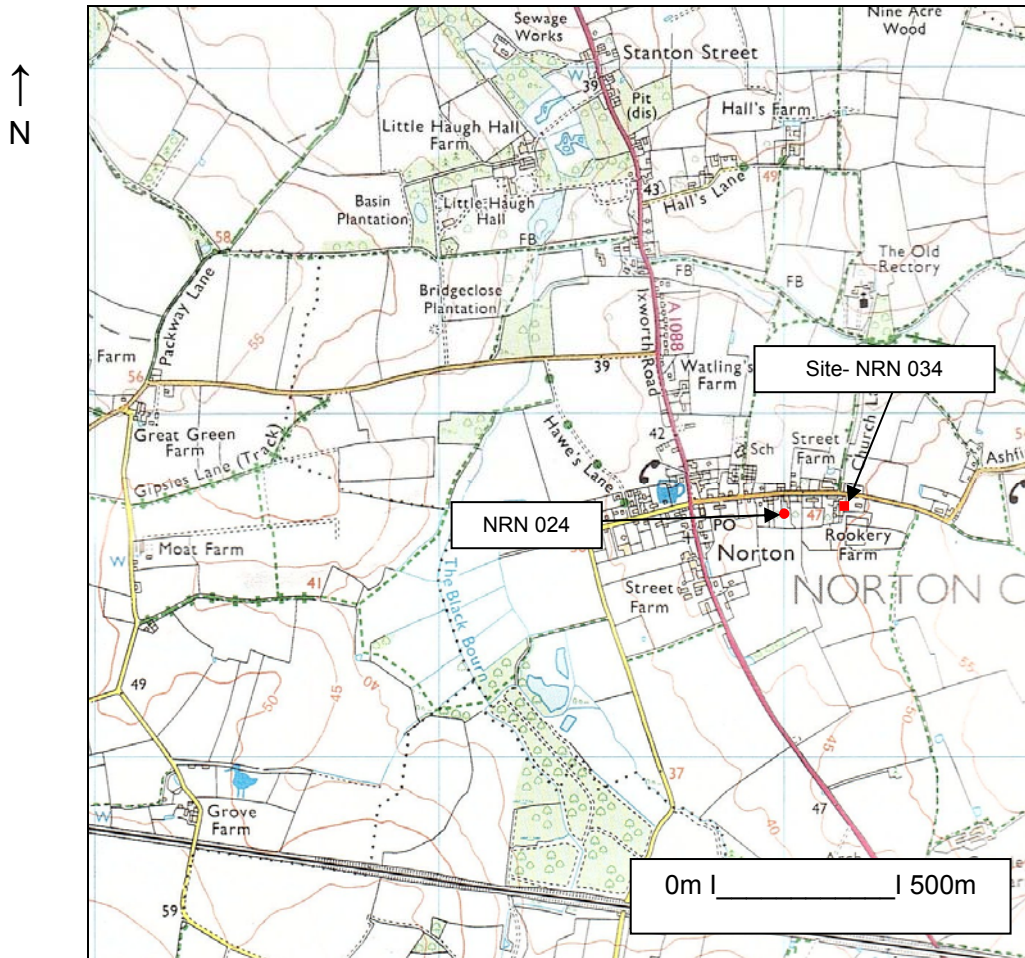 ↑
N
Sewage
Works
Nine Acre
Wood
Stanton Street
W
39
Pit
(dis)
Hall's Farm
Little Haugh Hall
Farm
43
Hall's Lane
49
Basin
Plantation
Little Haugh
Hall
58
FB
FB
FB
The Old
Rectory
Packway Lane
Bridgeclose
Plantation
Ixworth Road
A 1088
55
Farm
56
39
Watling's
Farm
Site- NRN 034
Great Green
Farm
Gipsies Lane (Track)
Hawe's Lane
42
Sch
Street
Farm
Church La
Ashfi
NRN 024
PO
47
Rookery
Farm
Norton
NORTON C
W
Moat Farm
The Black Bourn
Street
Farm
41
40
45
50
49
50
55
45
37
40
47
Grove
Farm
W
59
0m I____________I 500m